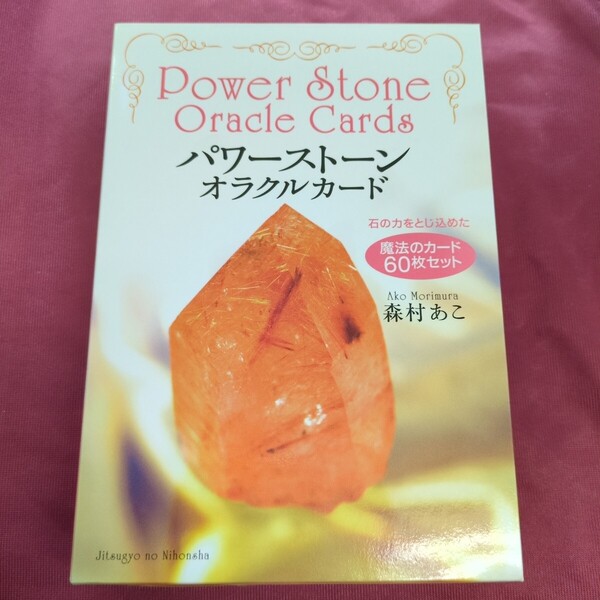 Power Stone
Oracle Cards
パワーストーン
オラクルカード
石の力をとじ込めた
魔法のカード
60枚セット
Ako Morimura
森村あこ
Jitsugyo no Nihonsha